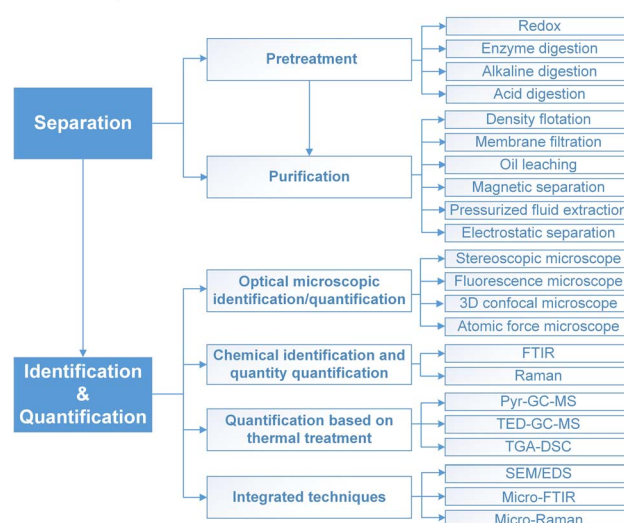 Separation
Pretreatment
Redox
Enzyme digestion
Alkaline digestion
Acid digestion
Purification
Density flotation
Membrane filtration
Oil leaching
Magnetic separation
Pressurized fluid extraction
Electrostatic separation
Identification
&
Quantification
Optical microscopic
identification/quantification
Stereoscopic microscope
Fluorescence microscope
3D confocal microscope
Atomic force microscope
Chemical identification and
quantity quantification
FTIR
Raman
Quantification based on
thermal treatment
Pyr-GC-MS
TED-GC-MS
TGA-DSC
Integrated techniques
SEM/EDS
Micro-FTIR
Micro-Raman